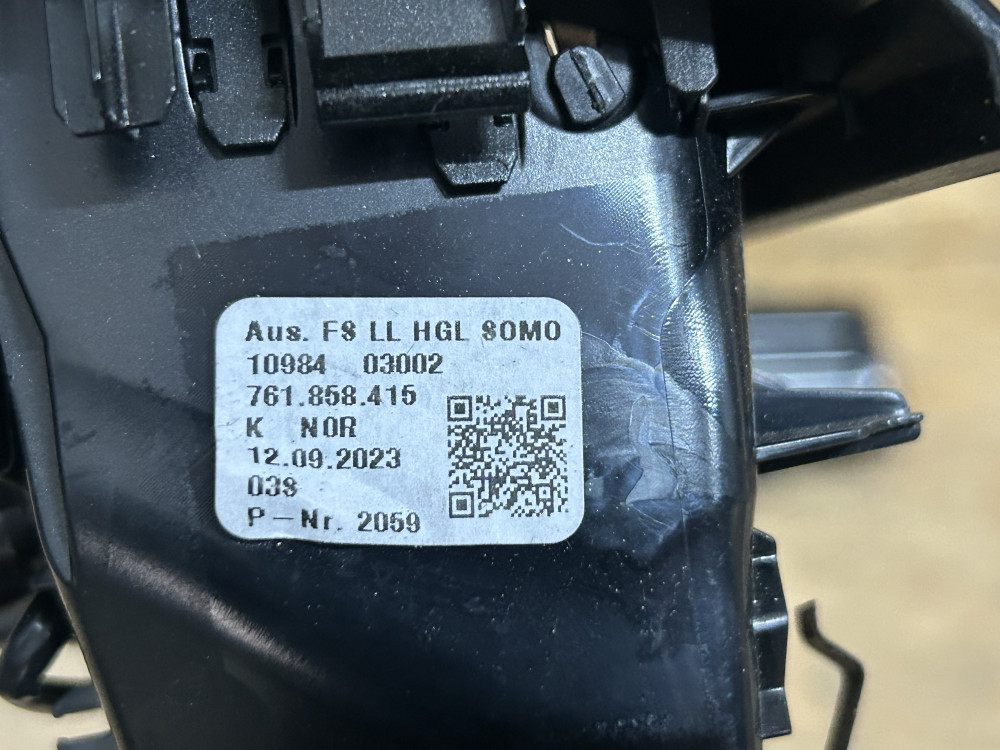 Aus. FS LL HGL SOMO
10984 03002
761.858.415
K NOR
12.09.2023
038
P-Nr. 2059